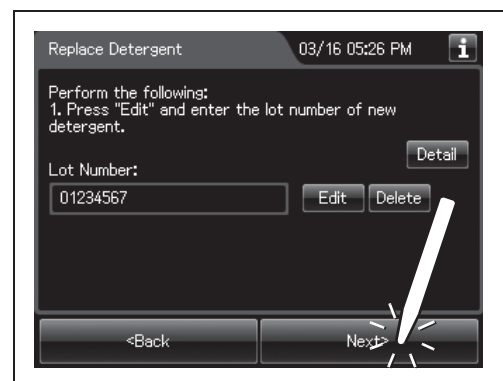 Replace Detergent 03/16 05:26 PM i
Perform the following:
1. Press "Edit" and enter the lot number of new
detergent.
Detail
Lot Number:
01234567 Edit Delete
<Back Next>